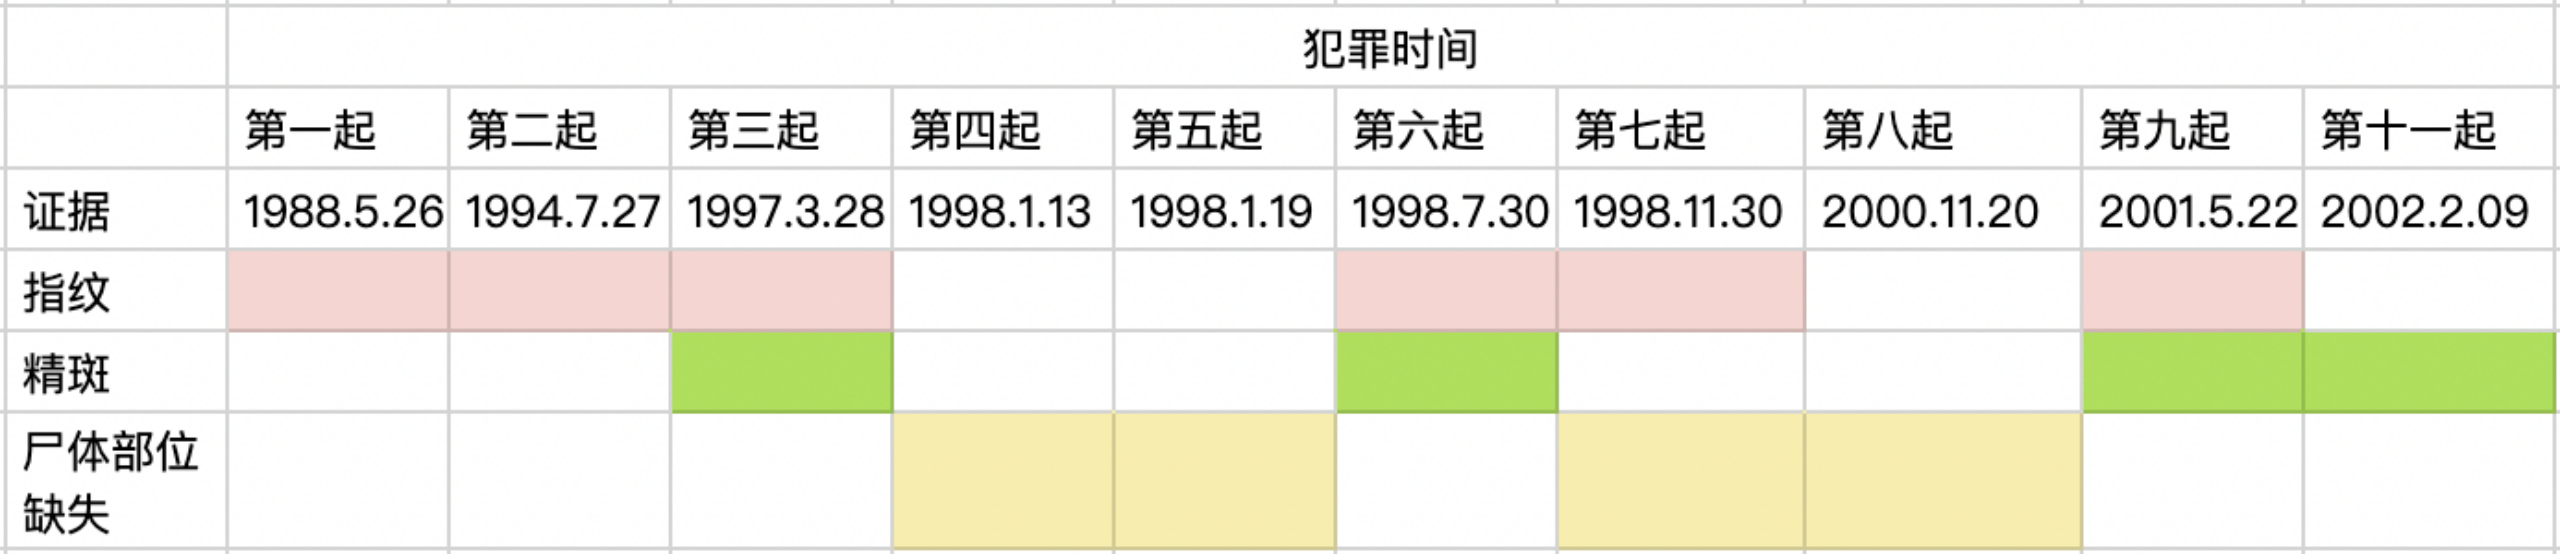 犯罪时间
第一起 第二起 第三起 第四起 第五起 第六起 第七起 第八起 第九起 第十一起
证据 1988.5.26 1994.7.27 1997.3.28 1998.1.13 1998.1.19 1998.7.30 1998.11.30 2000.11.20 2001.5.22 2002.2.09
指纹
精斑
尸体部位
缺失